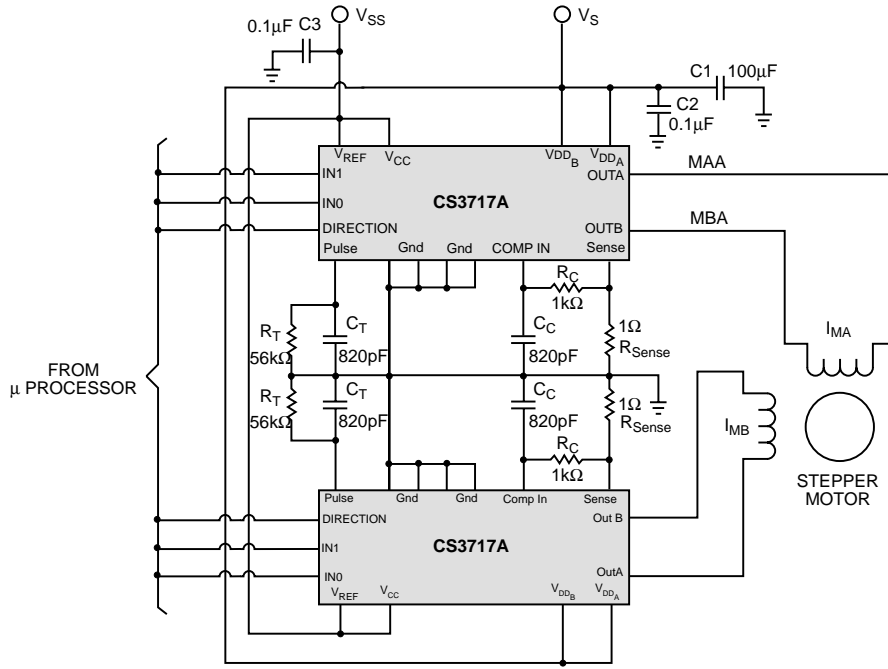 0.1μF C3
VSS
VS
C1
100μF
C2
0.1μF
VREF
VCC
VDDB
VDDA
IN1
OUTA
MAA
IN0
CS3717A
DIRECTION
OUTB
MBA
Pulse
Gnd
Gnd
COMP IN
Sense
RC
1kΩ
RT
56kΩ
CT
820pF
CC
820pF
1Ω
RSense
IMA
FROM
μ PROCESSOR
RT
56kΩ
CT
820pF
CC
820pF
1Ω
RSense
RC
1kΩ
IMB
STEPPER
MOTOR
Pulse
Gnd
Gnd
Comp In
Sense
DIRECTION
Out B
IN1
CS3717A
IN0
OutA
VREF
VCC
VDDB
VDDA